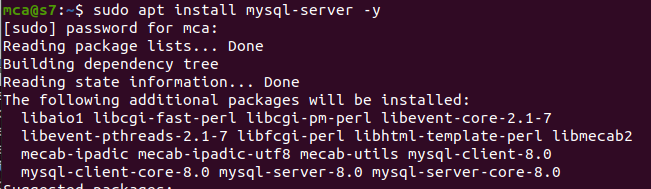 mca@s7:~$ sudo apt install mysql-server -y
[sudo] password for mca:
Reading package lists... Done
Building dependency tree
Reading state information... Done
The following additional packages will be installed:
libaio1 libcgi-fast-perl libcgi-pm-perl libevent-core-2.1-7
libevent-pthreads-2.1-7 libfcgi-perl libhtml-template-perl libmecab2
mecab-ipadic mecab-ipadic-utf8 mecab-utils mysql-client-8.0
mysql-client-core-8.0 mysql-server-8.0 mysql-server-core-8.0
Suggested packages: